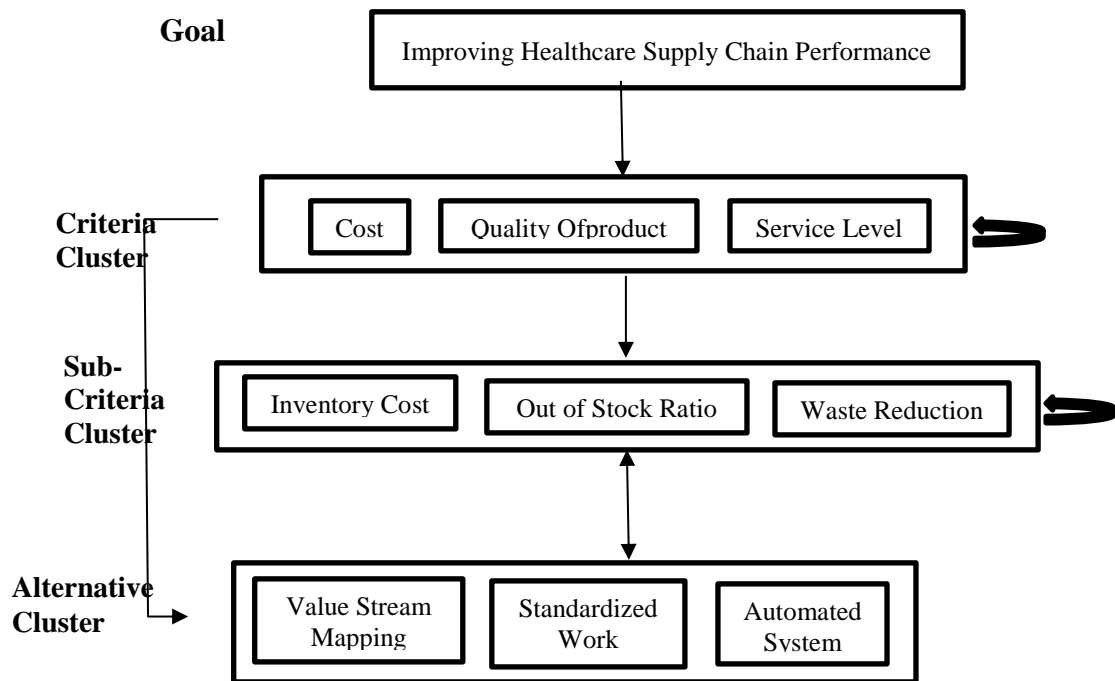 Goal
Improving Healthcare Supply Chain Performance
Criteria
Cluster
Cost
Quality Ofproduct
Service Level
Sub-
Criteria
Cluster
Inventory Cost
Out of Stock Ratio
Waste Reduction
Alternative
Cluster
Value Stream
Mapping
Standardized
Work
Automated
System